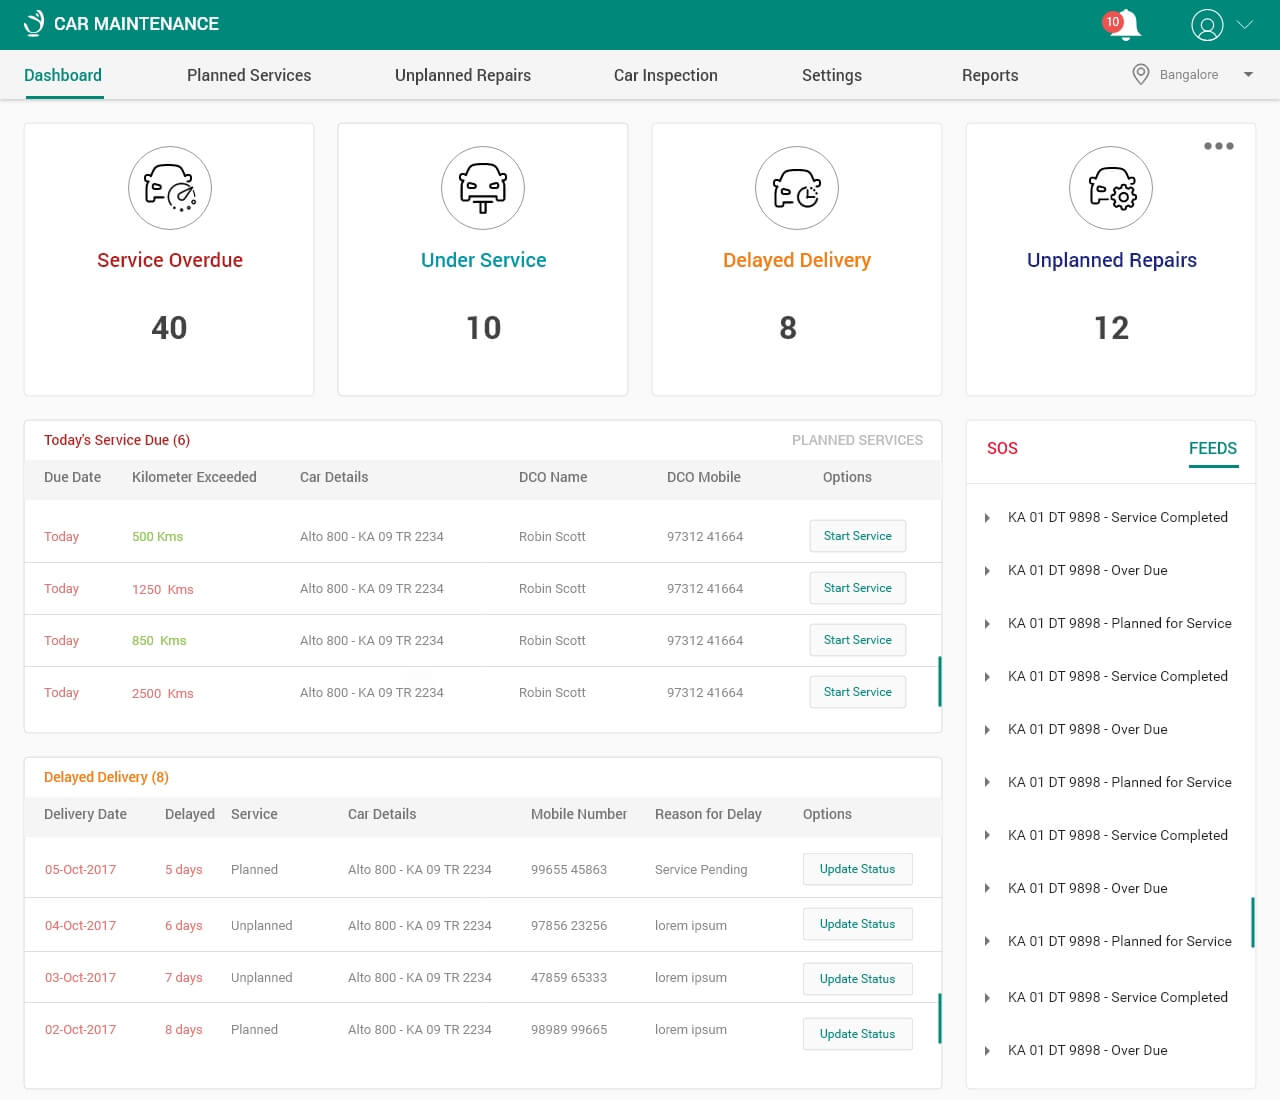 CAR MAINTENANCE
10
Dashboard Planned Services Unplanned Repairs Car Inspection Settings Reports Bangalore
Service Overdue
40
Under Service
10
Delayed Delivery
8
Unplanned Repairs
12
Today's Service Due (6) PLANNED SERVICES
Due Date Kilometer Exceeded Car Details DCO Name DCO Mobile Options
Today 500 Kms Alto 800 - KA 09 TR 2234 Robin Scott 97312 41664 Start Service
Today 1250 Kms Alto 800 - KA 09 TR 2234 Robin Scott 97312 41664 Start Service
Today 850 Kms Alto 800 - KA 09 TR 2234 Robin Scott 97312 41664 Start Service
Today 2500 Kms Alto 800 - KA 09 TR 2234 Robin Scott 97312 41664 Start Service
Delayed Delivery (8)
Delivery Date Delayed Service Car Details Mobile Number Reason for Delay Options
05-Oct-2017 5 days Planned Alto 800 - KA 09 TR 2234 99655 45863 Service Pending Update Status
04-Oct-2017 6 days Unplanned Alto 800 - KA 09 TR 2234 97856 23256 lorem ipsum Update Status
03-Oct-2017 7 days Unplanned Alto 800 - KA 09 TR 2234 47859 65333 lorem ipsum Update Status
02-Oct-2017 8 days Planned Alto 800 - KA 09 TR 2234 98989 99665 lorem ipsum Update Status
SOS FEEDS
KA 01 DT 9898 - Service Completed
KA 01 DT 9898 - Over Due
KA 01 DT 9898 - Planned for Service
KA 01 DT 9898 - Service Completed
KA 01 DT 9898 - Over Due
KA 01 DT 9898 - Planned for Service
KA 01 DT 9898 - Service Completed
KA 01 DT 9898 - Over Due
KA 01 DT 9898 - Planned for Service
KA 01 DT 9898 - Service Completed
KA 01 DT 9898 - Over Due